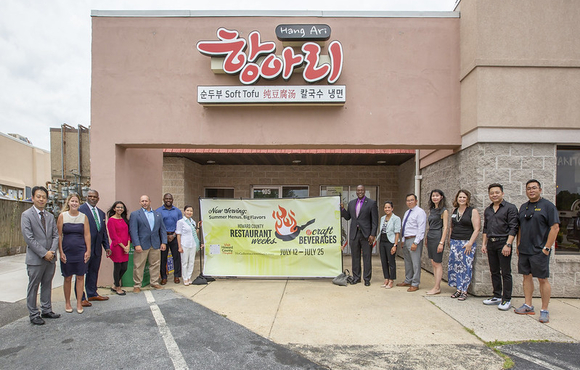 Hang Ari
항아리
순두부 Soft Tofu 纯豆腐汤 칼국수 냉면
105
Now Serving:
Summer Menus, Big Flavors
HOWARD COUNTY
RESTAURANT
weeks
& craft
BEVERAGES
JULY 12 — JULY 25